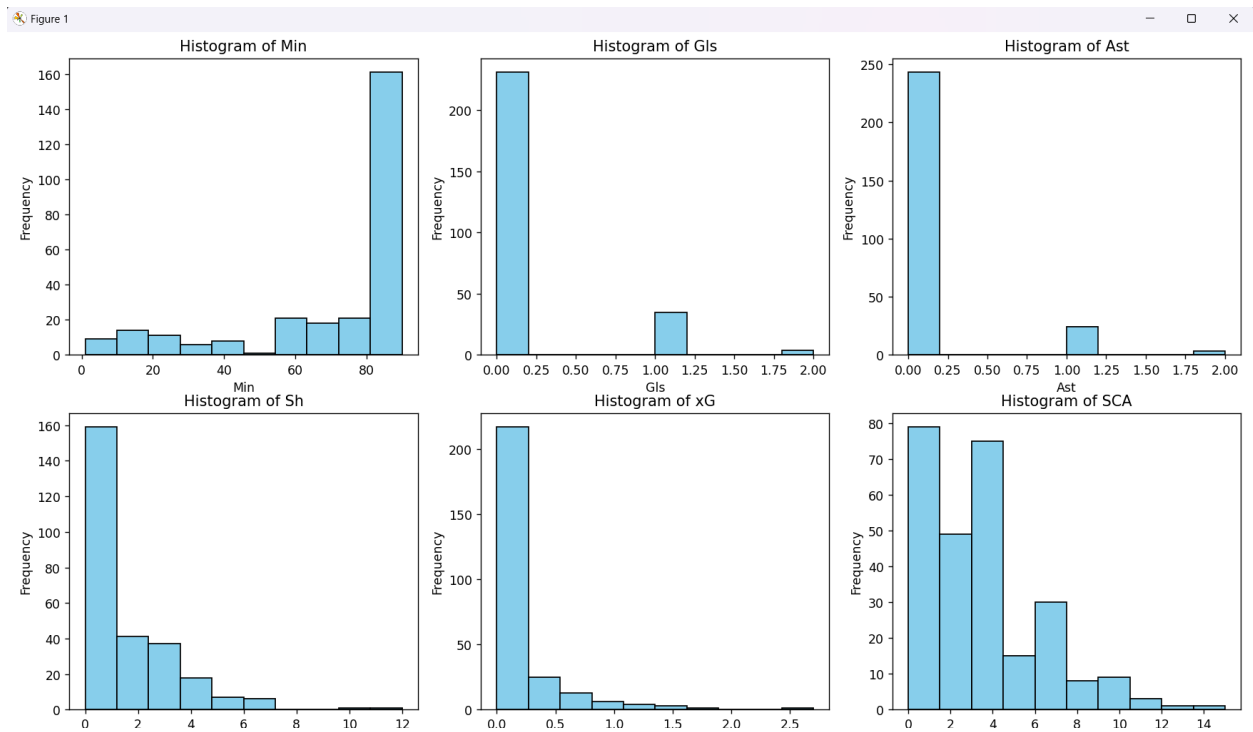 Figure 1
Histogram of Min
Histogram of Gls
Histogram of Ast
Frequency
160
140
120
100
80
60
40
20
0
0 20 40 60 80
Min
Frequency
200
150
100
50
0
0.00 0.25 0.50 0.75 1.00 1.25 1.50 1.75 2.00
Gls
Frequency
250
200
150
100
50
0
0.00 0.25 0.50 0.75 1.00 1.25 1.50 1.75 2.00
Ast
Histogram of Sh
Histogram of xG
Histogram of SCA
Frequency
160
140
120
100
80
60
40
20
0
0 2 4 6 8 10 12
Frequency
200
150
100
50
0
0.0 0.5 1.0 1.5 2.0 2.5
Frequency
80
70
60
50
40
30
20
10
0
0 2 4 6 8 10 12 14